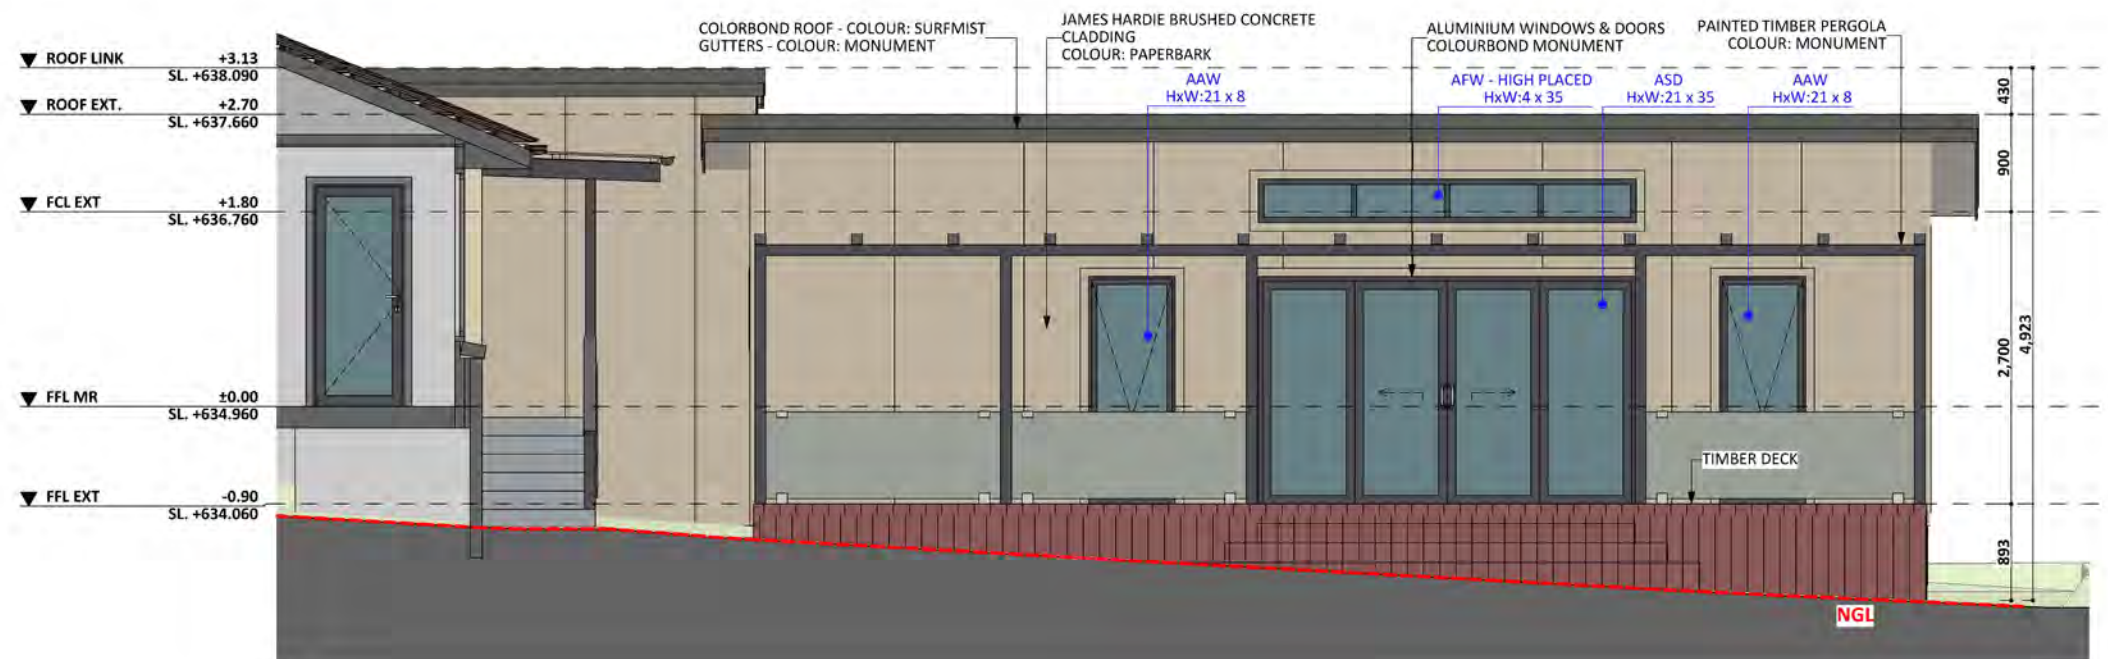 COLORBOND ROOF - COLOUR: SURFMIST
GUTTERS - COLOUR: MONUMENT
JAMES HARDIE BRUSHED CONCRETE
CLADDING
COLOUR: PAPERBARK
ALUMINIUM WINDOWS & DOORS
COLOURBOND MONUMENT
PAINTED TIMBER PERGOLA
COLOUR: MONUMENT
AAW
HxW:21 x 8
AFW - HIGH PLACED
HxW:4 x 35
ASD
HxW:21 x 35
AAW
HxW:21 x 8
ROOF LINK +3.13
SL. +638.090
ROOF EXT. +2.70
SL. +637.660
FCL EXT +1.80
SL. +636.760
FFL MR ±0.00
SL. +634.960
FFL EXT -0.90
SL. +634.060
430
900
2,700
4,923
893
TIMBER DECK
NGL